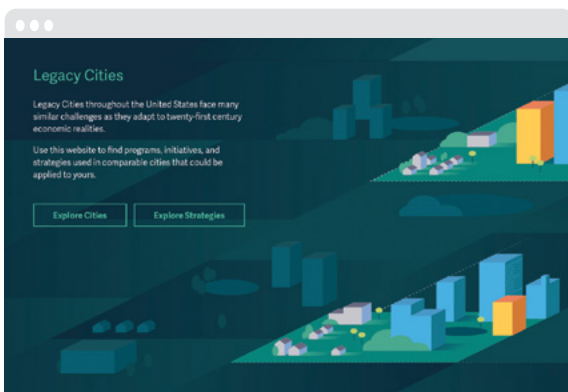 Legacy Cities
Legacy Cities throughout the United States face many
similar challenges as they adapt to twenty-first century
economic realities.
Use this website to find programs, initiatives, and
strategies used in comparable cities that could be
applied to yours.
Explore Cities
Explore Strategies